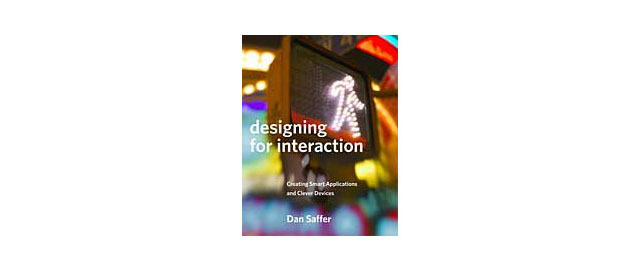 designing
for interaction
Creating Smart Applications
and Clever Devices
Dan Saffer